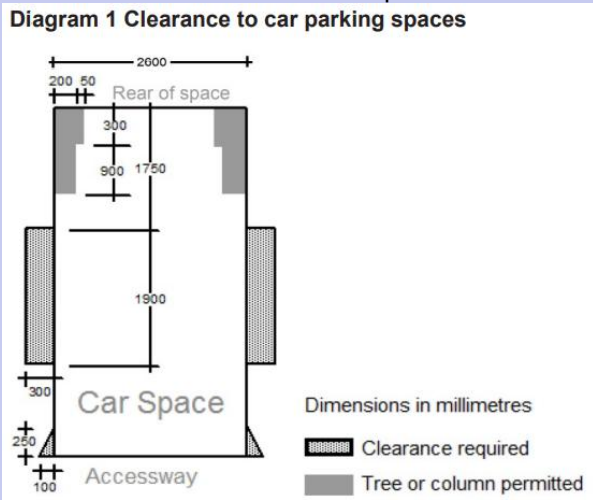 Diagram 1 Clearance to car parking spaces
2600
200 50
Rear of space
300
900 1750
1900
300
Car Space
Dimensions in millimetres
250
Clearance required
Accessway
100
Tree or column permitted